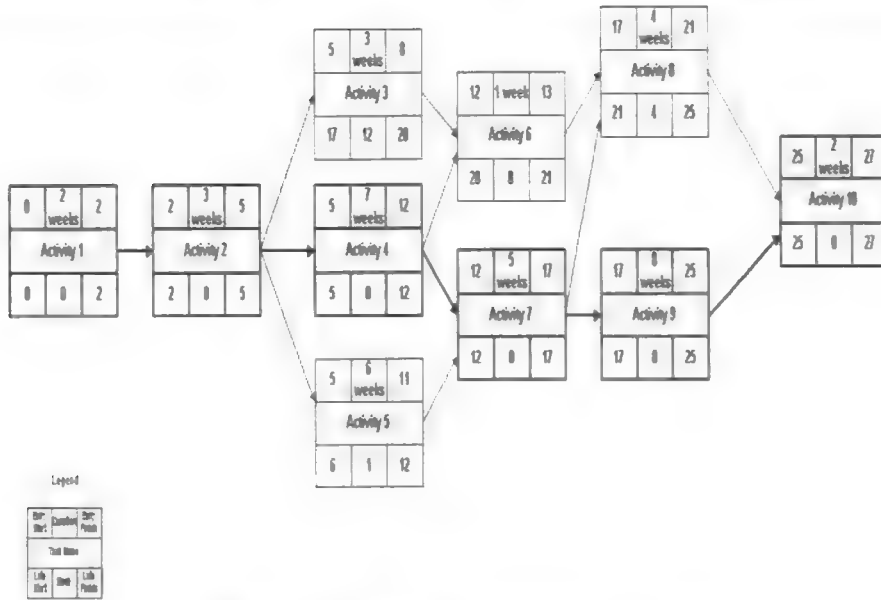 5 3 weeks 8
Activity 3
17 12 20
17 4 weeks 21
Activity 8
21 4 25
12 1 week 13
Activity 6
20 8 21
25 2 weeks 27
Activity 10
25 0 27
0 2 weeks 2
Activity 1
0 0 2
2 3 weeks 5
Activity 2
2 0 5
5 7 weeks 12
Activity 4
5 0 12
12 5 weeks 17
Activity 7
12 0 17
17 8 weeks 25
Activity 9
17 0 25
5 6 weeks 11
Activity 5
6 1 12
Legend